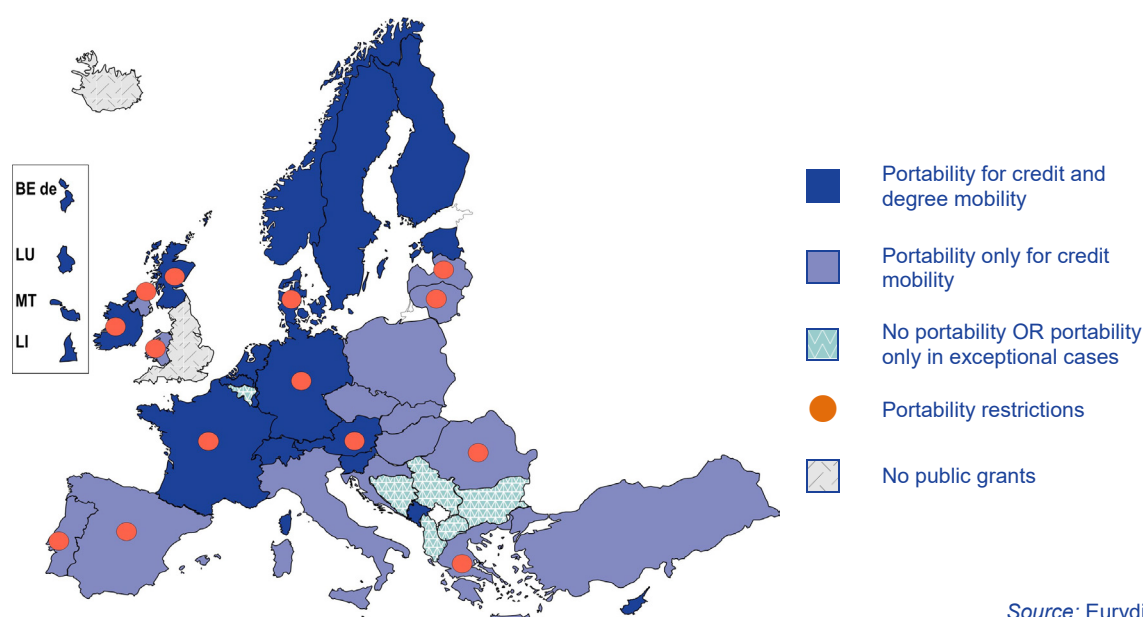 BE de
LU
MT
LI
Portability for credit and
degree mobility
Portability only for credit
mobility
No portability OR portability
only in exceptional cases
Portability restrictions
No public grants
Source: Eurydi